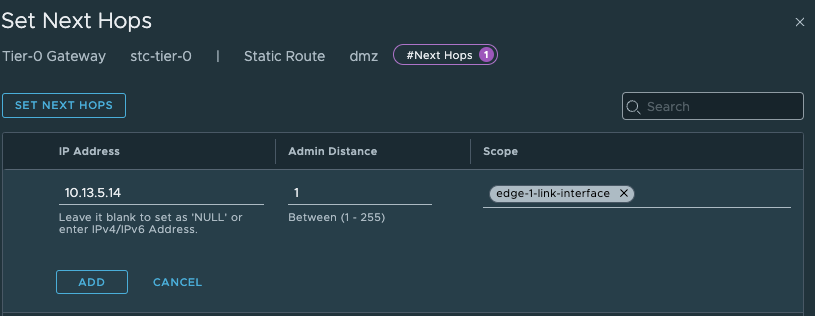 Set Next Hops
Tier-0 Gateway stc-tier-0 | Static Route dmz #Next Hops 1
SET NEXT HOPS Search
IP Address Admin Distance Scope
10.13.5.14 1 edge-1-link-interface
Leave it blank to set as 'NULL' or Between (1 - 255)
enter IPv4/IPv6 Address.
ADD CANCEL